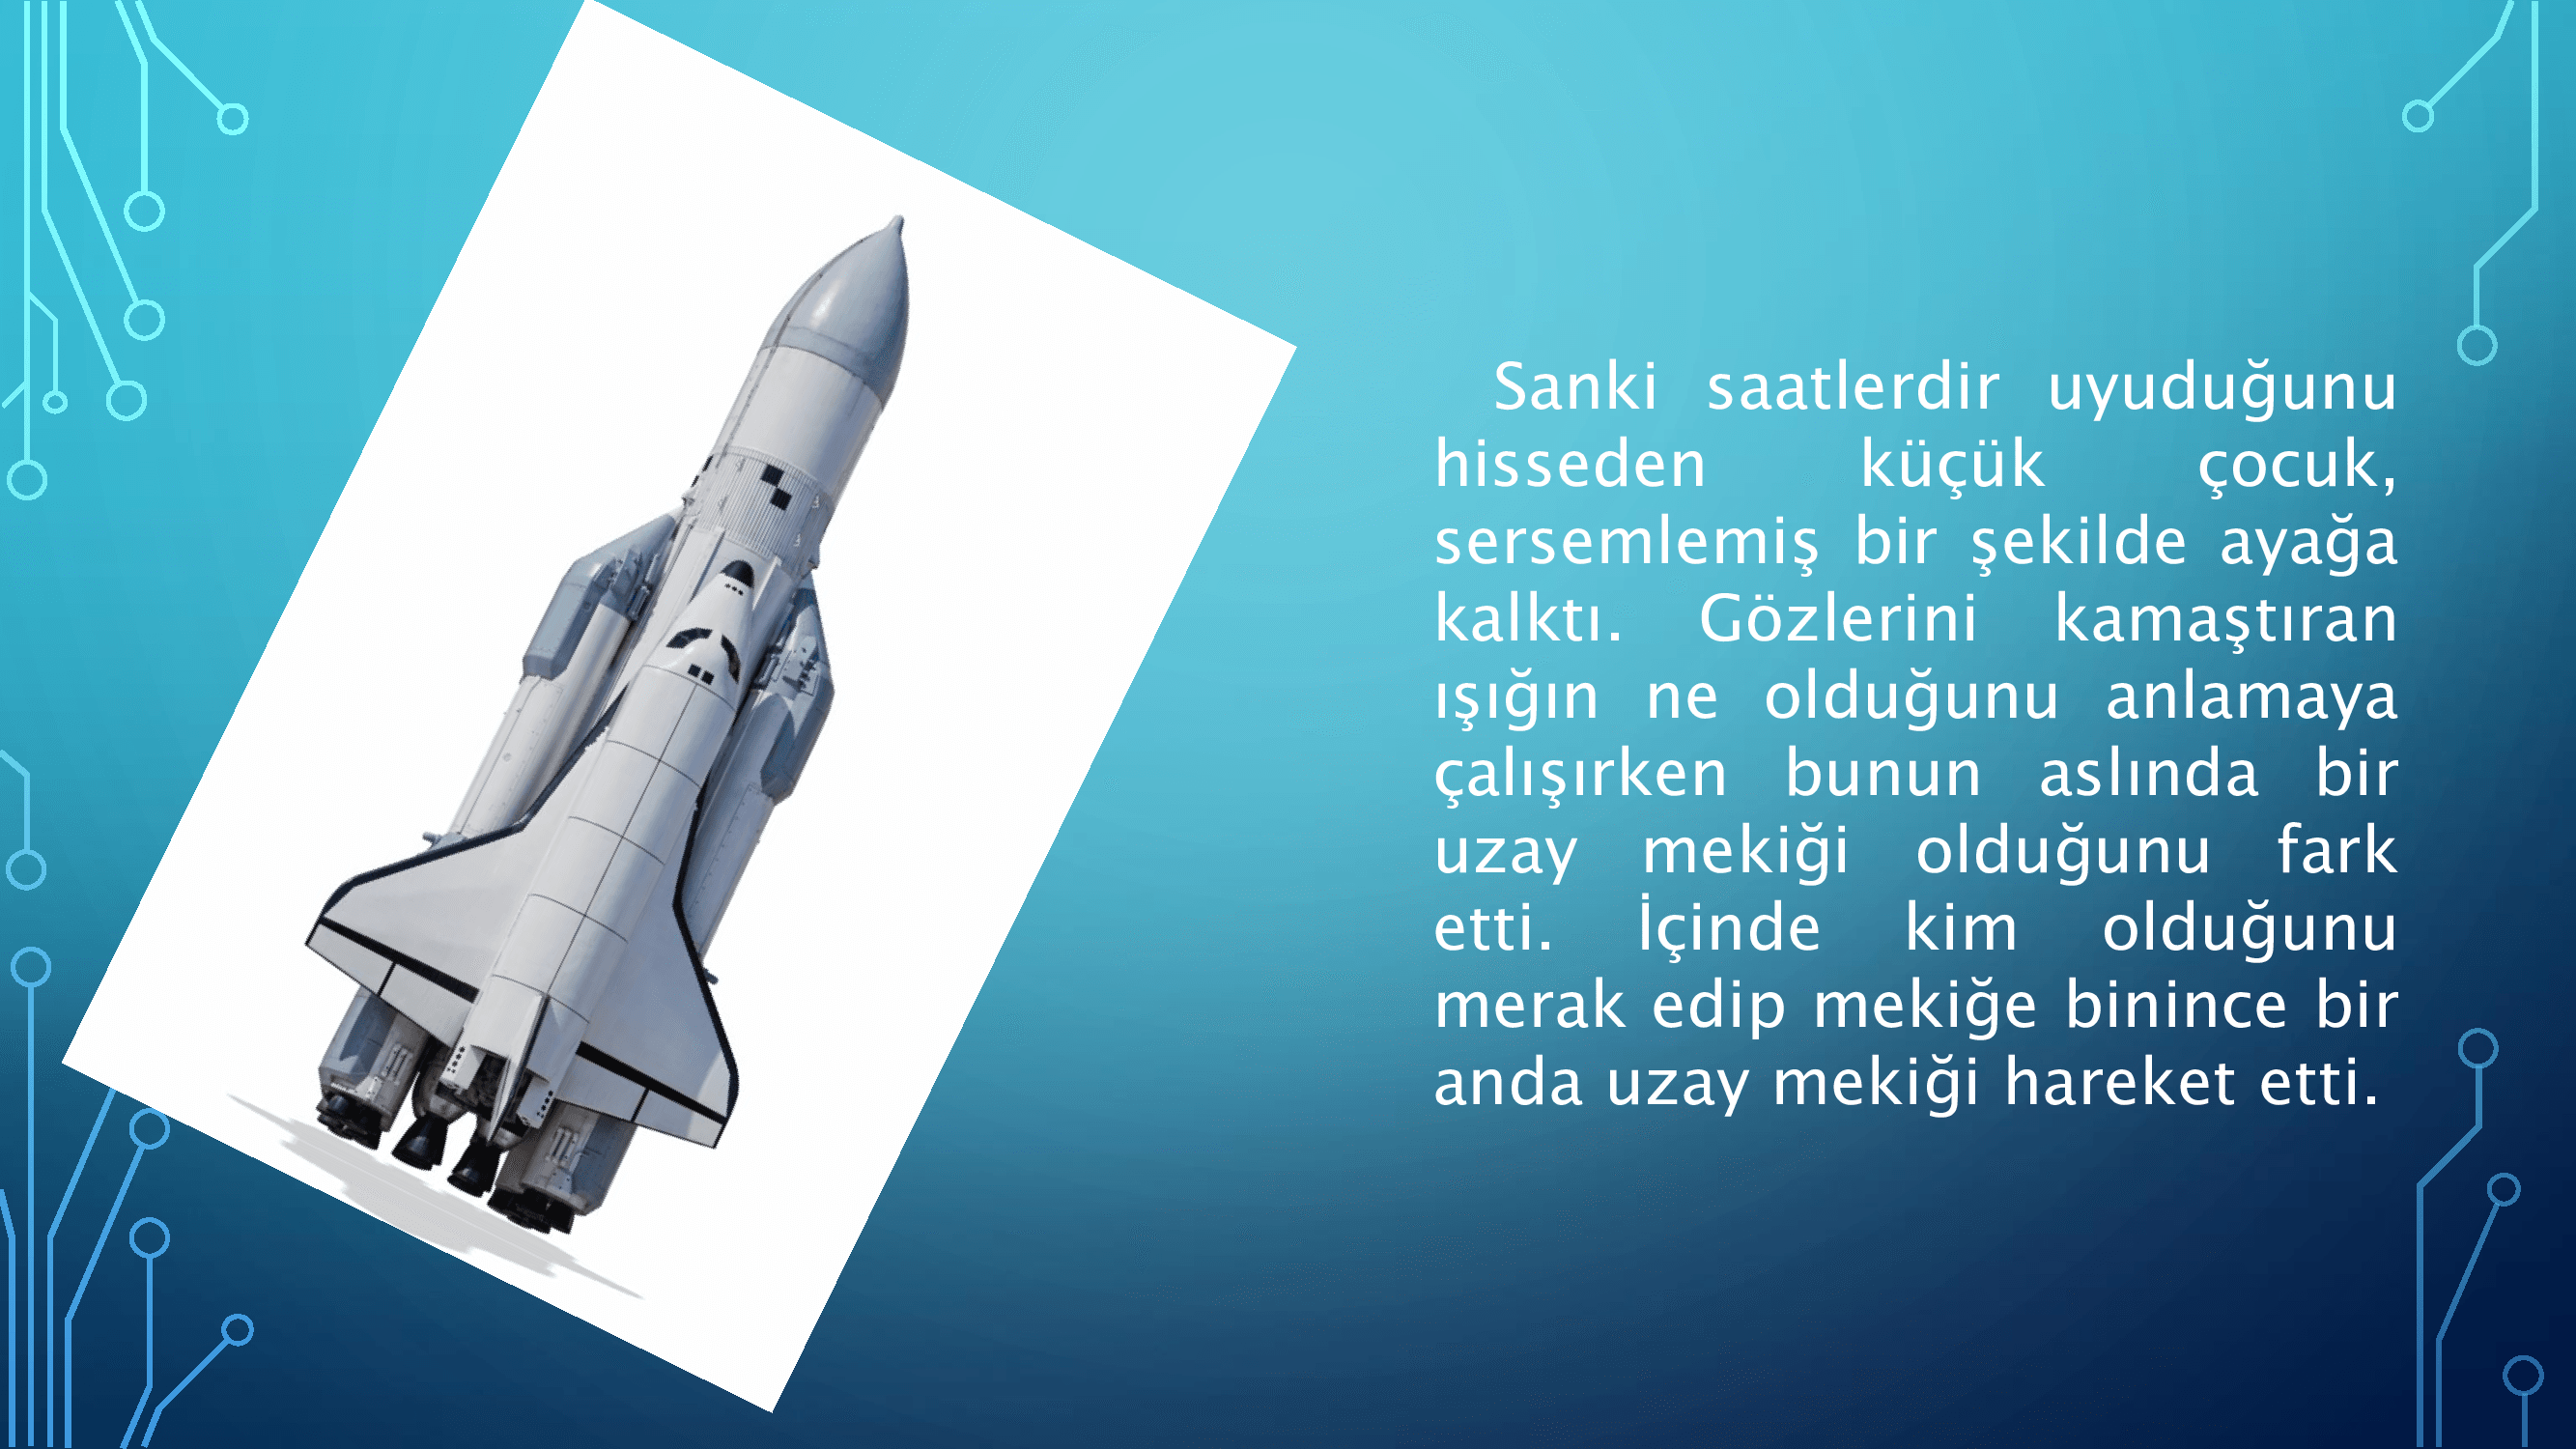 Sanki saatlerdir uyuduğunu
hisseden küçük çocuk,
sersemlemiş bir şekilde ayağa
kalktı. Gözlerini kamaştıran
ışığın ne olduğunu anlamaya
çalışırken bunun aslında bir
uzay mekiği olduğunu fark
etti. İçinde kim olduğunu
merak edip mekiğe binince bir
anda uzay mekiği hareket etti.